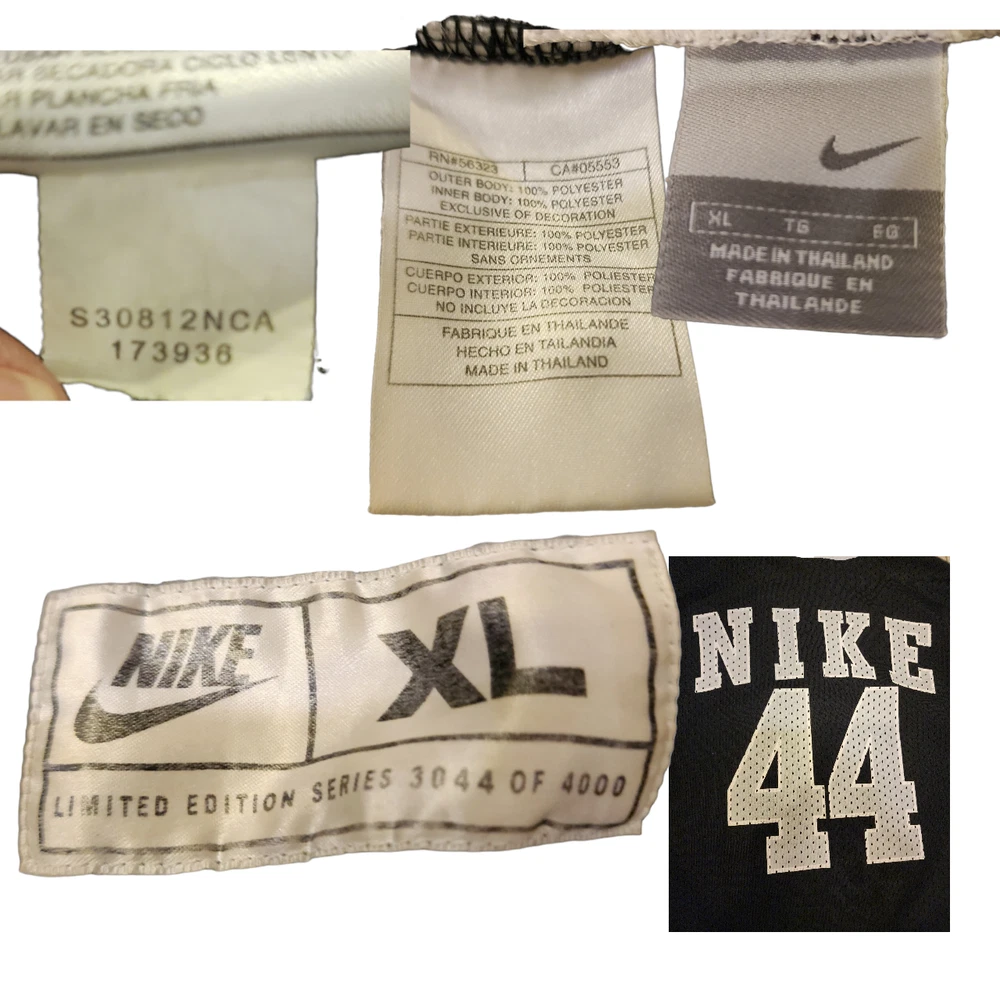 SECADORA CICLO
PLANCHA FRIA
LAVAR EN SECO
S30812NCA
173936
RN#56323 CA#05553
OUTER BODY: 100% POLYESTER
INNER BODY: 100% POLYESTER
EXCLUSIVE OF DECORATION
PARTIE EXTERIEURE: 100% POLYESTER
PARTIE INTERIEURE: 100% POLYESTER
SANS ORNEMENTS
CUERPO EXTERIOR: 100% POLIESTER
CUERPO INTERIOR: 100% POLIESTER
NO INCLUYE LA DECORACION
FABRIQUE EN THAILANDE
HECHO EN TAILANDIA
MADE IN THAILAND
XL TG EG
MADE IN THAILAND
FABRIQUE EN
THAILANDE
NIKE XL
LIMITED EDITION SERIES 3044 OF 4000
NIKE
44